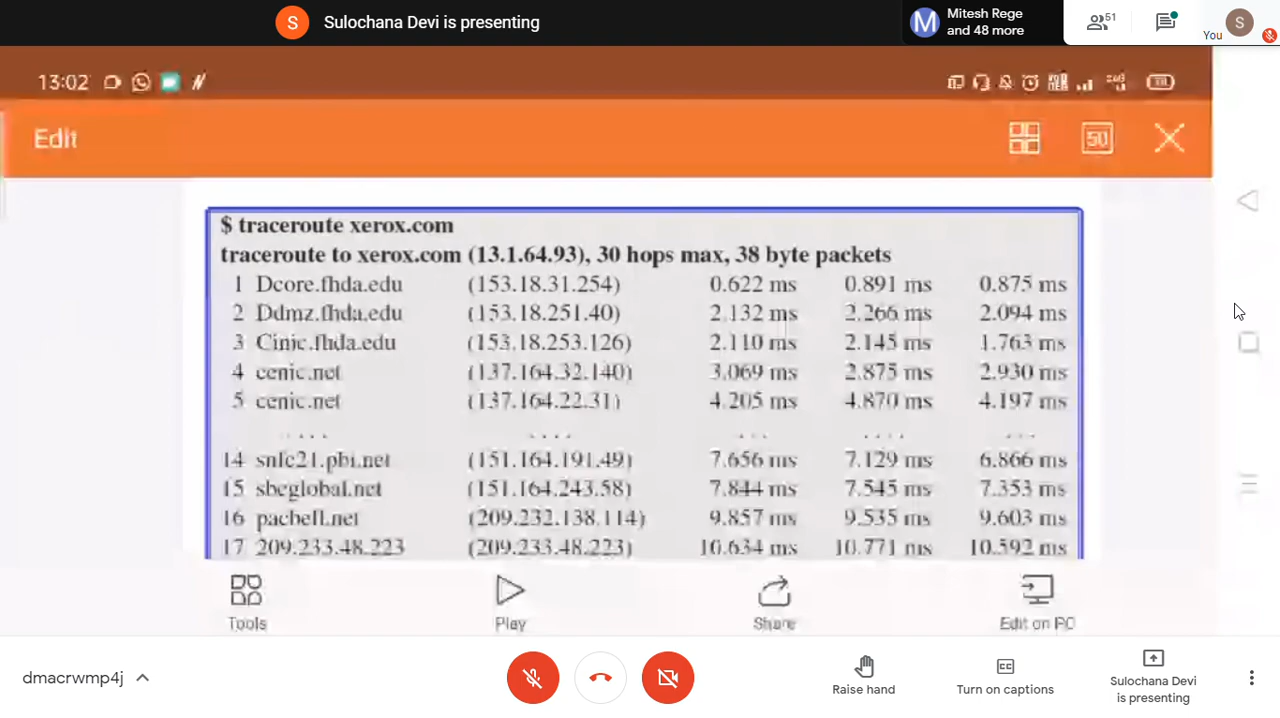 S Sulochana Devi is presenting
M Mitesh Rege
and 48 more
51
S
You
13:02
Edit
50
$ traceroute xerox.com
traceroute to xerox.com (13.1.64.93), 30 hops max, 38 byte packets
1 Dcore.fhda.edu (153.18.31.254) 0.622 ms 0.891 ms 0.875 ms
2 Ddmz.fhda.edu (153.18.251.40) 2.132 ms 2.266 ms 2.094 ms
3 Cinic.fhda.edu (153.18.253.126) 2.110 ms 2.145 ms 1.763 ms
4 cenic.net (137.164.32.140) 3.069 ms 2.875 ms 2.930 ms
5 cenic.net (137.164.22.31) 4.205 ms 4.870 ms 4.197 ms
.... .... ... .... ...
14 snfc21.pbi.net (151.164.191.49) 7.656 ms 7.129 ms 6.866 ms
15 sbcglobal.net (151.164.243.58) 7.844 ms 7.545 ms 7.353 ms
16 pacbell.net (209.232.138.114) 9.857 ms 9.535 ms 9.603 ms
17 209.233.48.223 (209.233.48.223) 10.634 ms 10.771 ms 10.592 ms
Tools Play Share Edit on PC
dmacrwmp4j
Raise hand
CC
Turn on captions
Sulochana Devi
is presenting